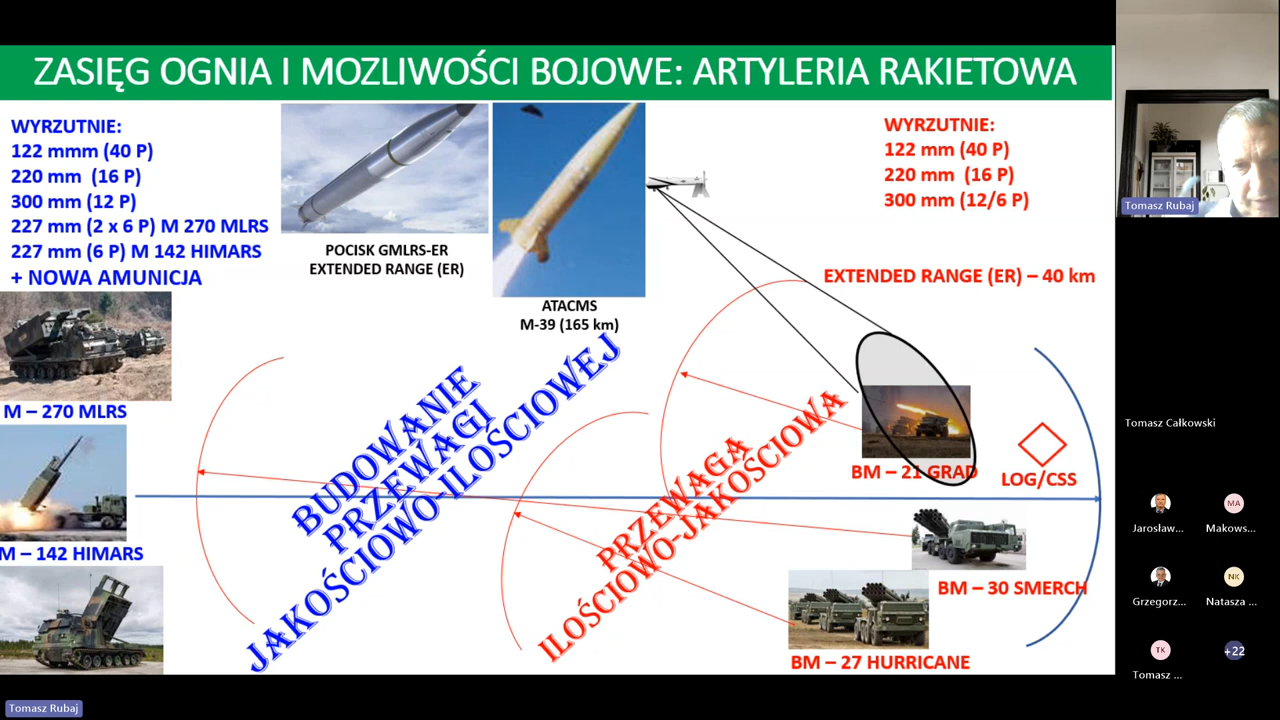 ZASIĘG OGNIA I MOZLIWOŚCI BOJOWE: ARTYLERIA RAKIETOWA
WYRZUTNIE:
122 mmm (40 P)
220 mm (16 P)
300 mm (12 P)
227 mm (2 x 6 P) M 270 MLRS
227 mm (6 P) M 142 HIMARS
+ NOWA AMUNICJA
POCISK GMLRS-ER
EXTENDED RANGE (ER)
ATACMS
M-39 (165 km)
WYRZUTNIE:
122 mm (40 P)
220 mm (16 P)
300 mm (12/6 P)
EXTENDED RANGE (ER) – 40 km
M – 270 MLRS
M – 142 HIMARS
BUDOWANIE
PRZEWAGI
JAKOŚCIOWO-ILOŚCIOWEJ
PRZEWAGA
ILOŚCIOWO-JAKOŚCIOWA
BM – 21 GRAD
LOG/CSS
BM – 30 SMERCH
BM – 27 HURRICANE
Tomasz Rubaj
Tomasz Całkowski
Jarosław...
MA
Makows...
Grzegorz...
NK
Natasza ...
TK
Tomasz ...
+22
Tomasz Rubaj